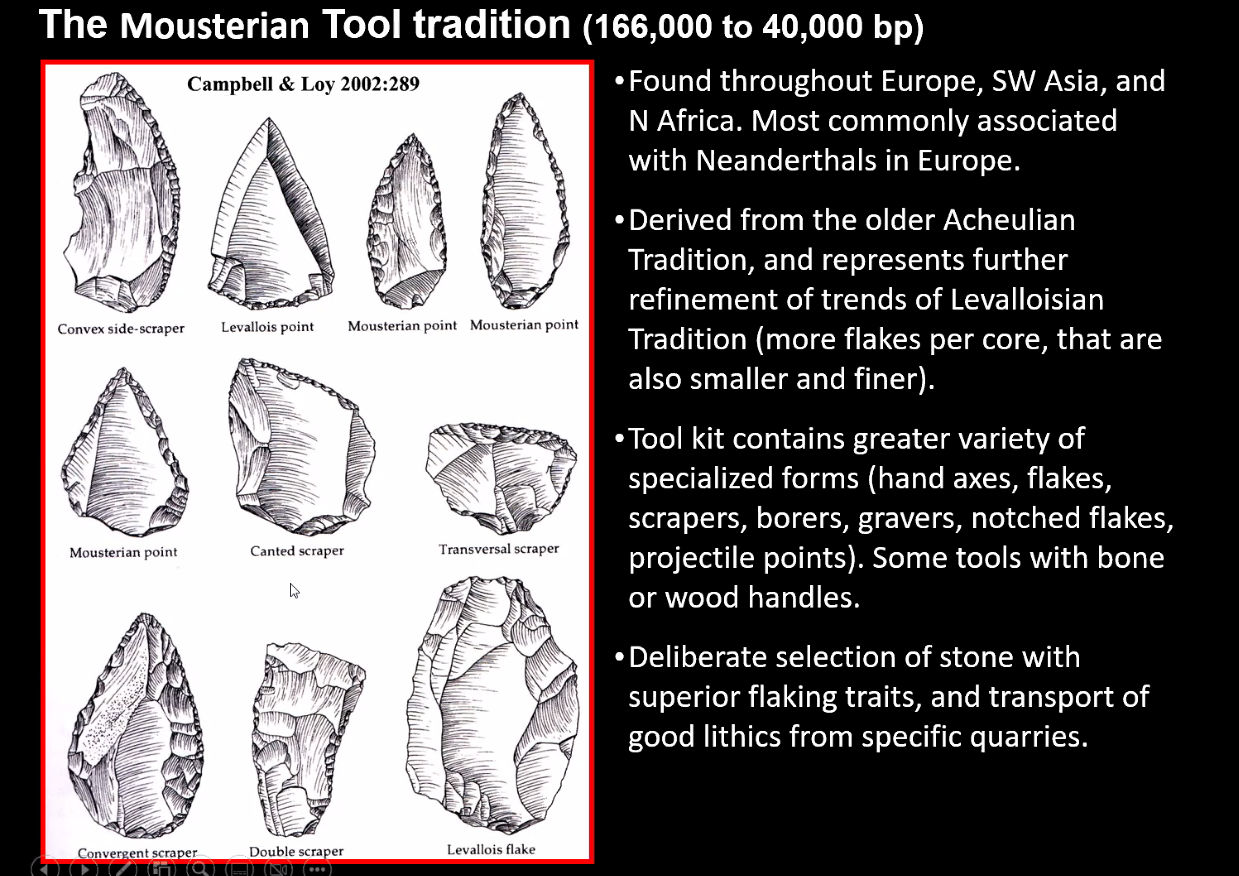 The Mousterian Tool tradition (166,000 to 40,000 bp)
Campbell & Loy 2002:289
Convex side-scraper
Levallois point
Mousterian point
Mousterian point
Mousterian point
Canted scraper
Transversal scraper
Convergent scraper
Double scraper
Levallois flake
•Found throughout Europe, SW Asia, and
N Africa. Most commonly associated
with Neanderthals in Europe.
•Derived from the older Acheulian
Tradition, and represents further
refinement of trends of Levalloisian
Tradition (more flakes per core, that are
also smaller and finer).
•Tool kit contains greater variety of
specialized forms (hand axes, flakes,
scrapers, borers, gravers, notched flakes,
projectile points). Some tools with bone
or wood handles.
•Deliberate selection of stone with
superior flaking traits, and transport of
good lithics from specific quarries.